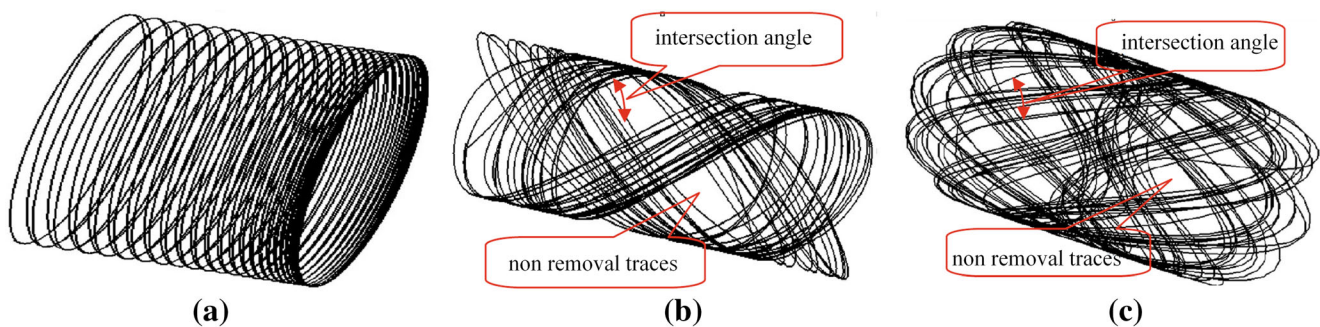 intersection angle
non removal traces
intersection angle
non removal traces
(a)
(b)
(c)